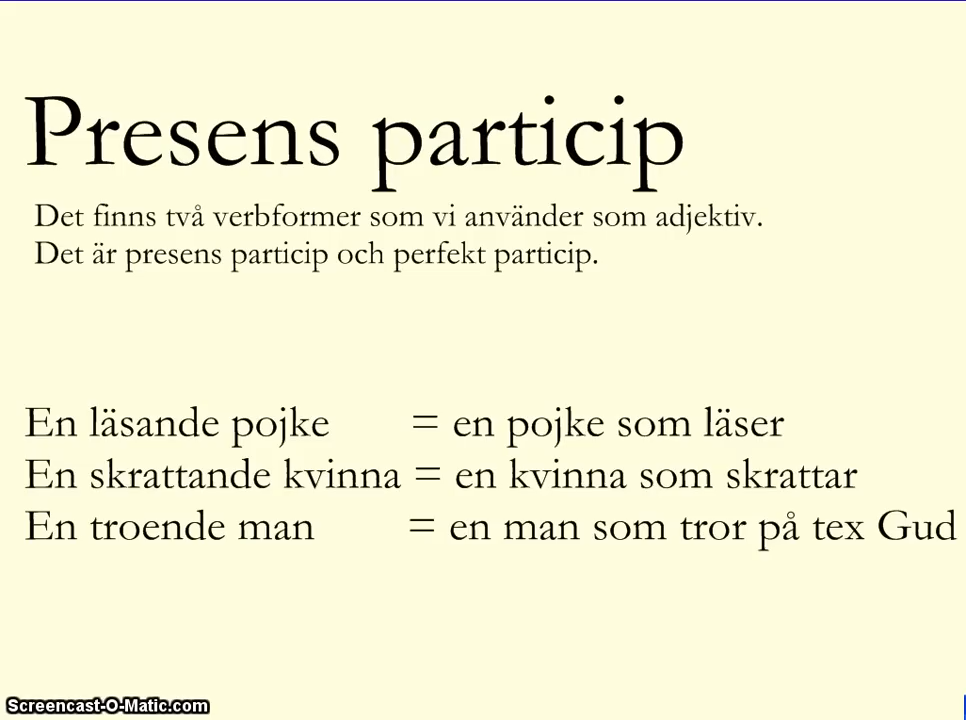 Presens particip
Det finns två verbformer som vi använder som adjektiv.
Det är presens particip och perfekt particip.
En läsande pojke = en pojke som läser
En skrattande kvinna = en kvinna som skrattar
En troende man = en man som tror på tex Gud
Screencast-O-Matic.com